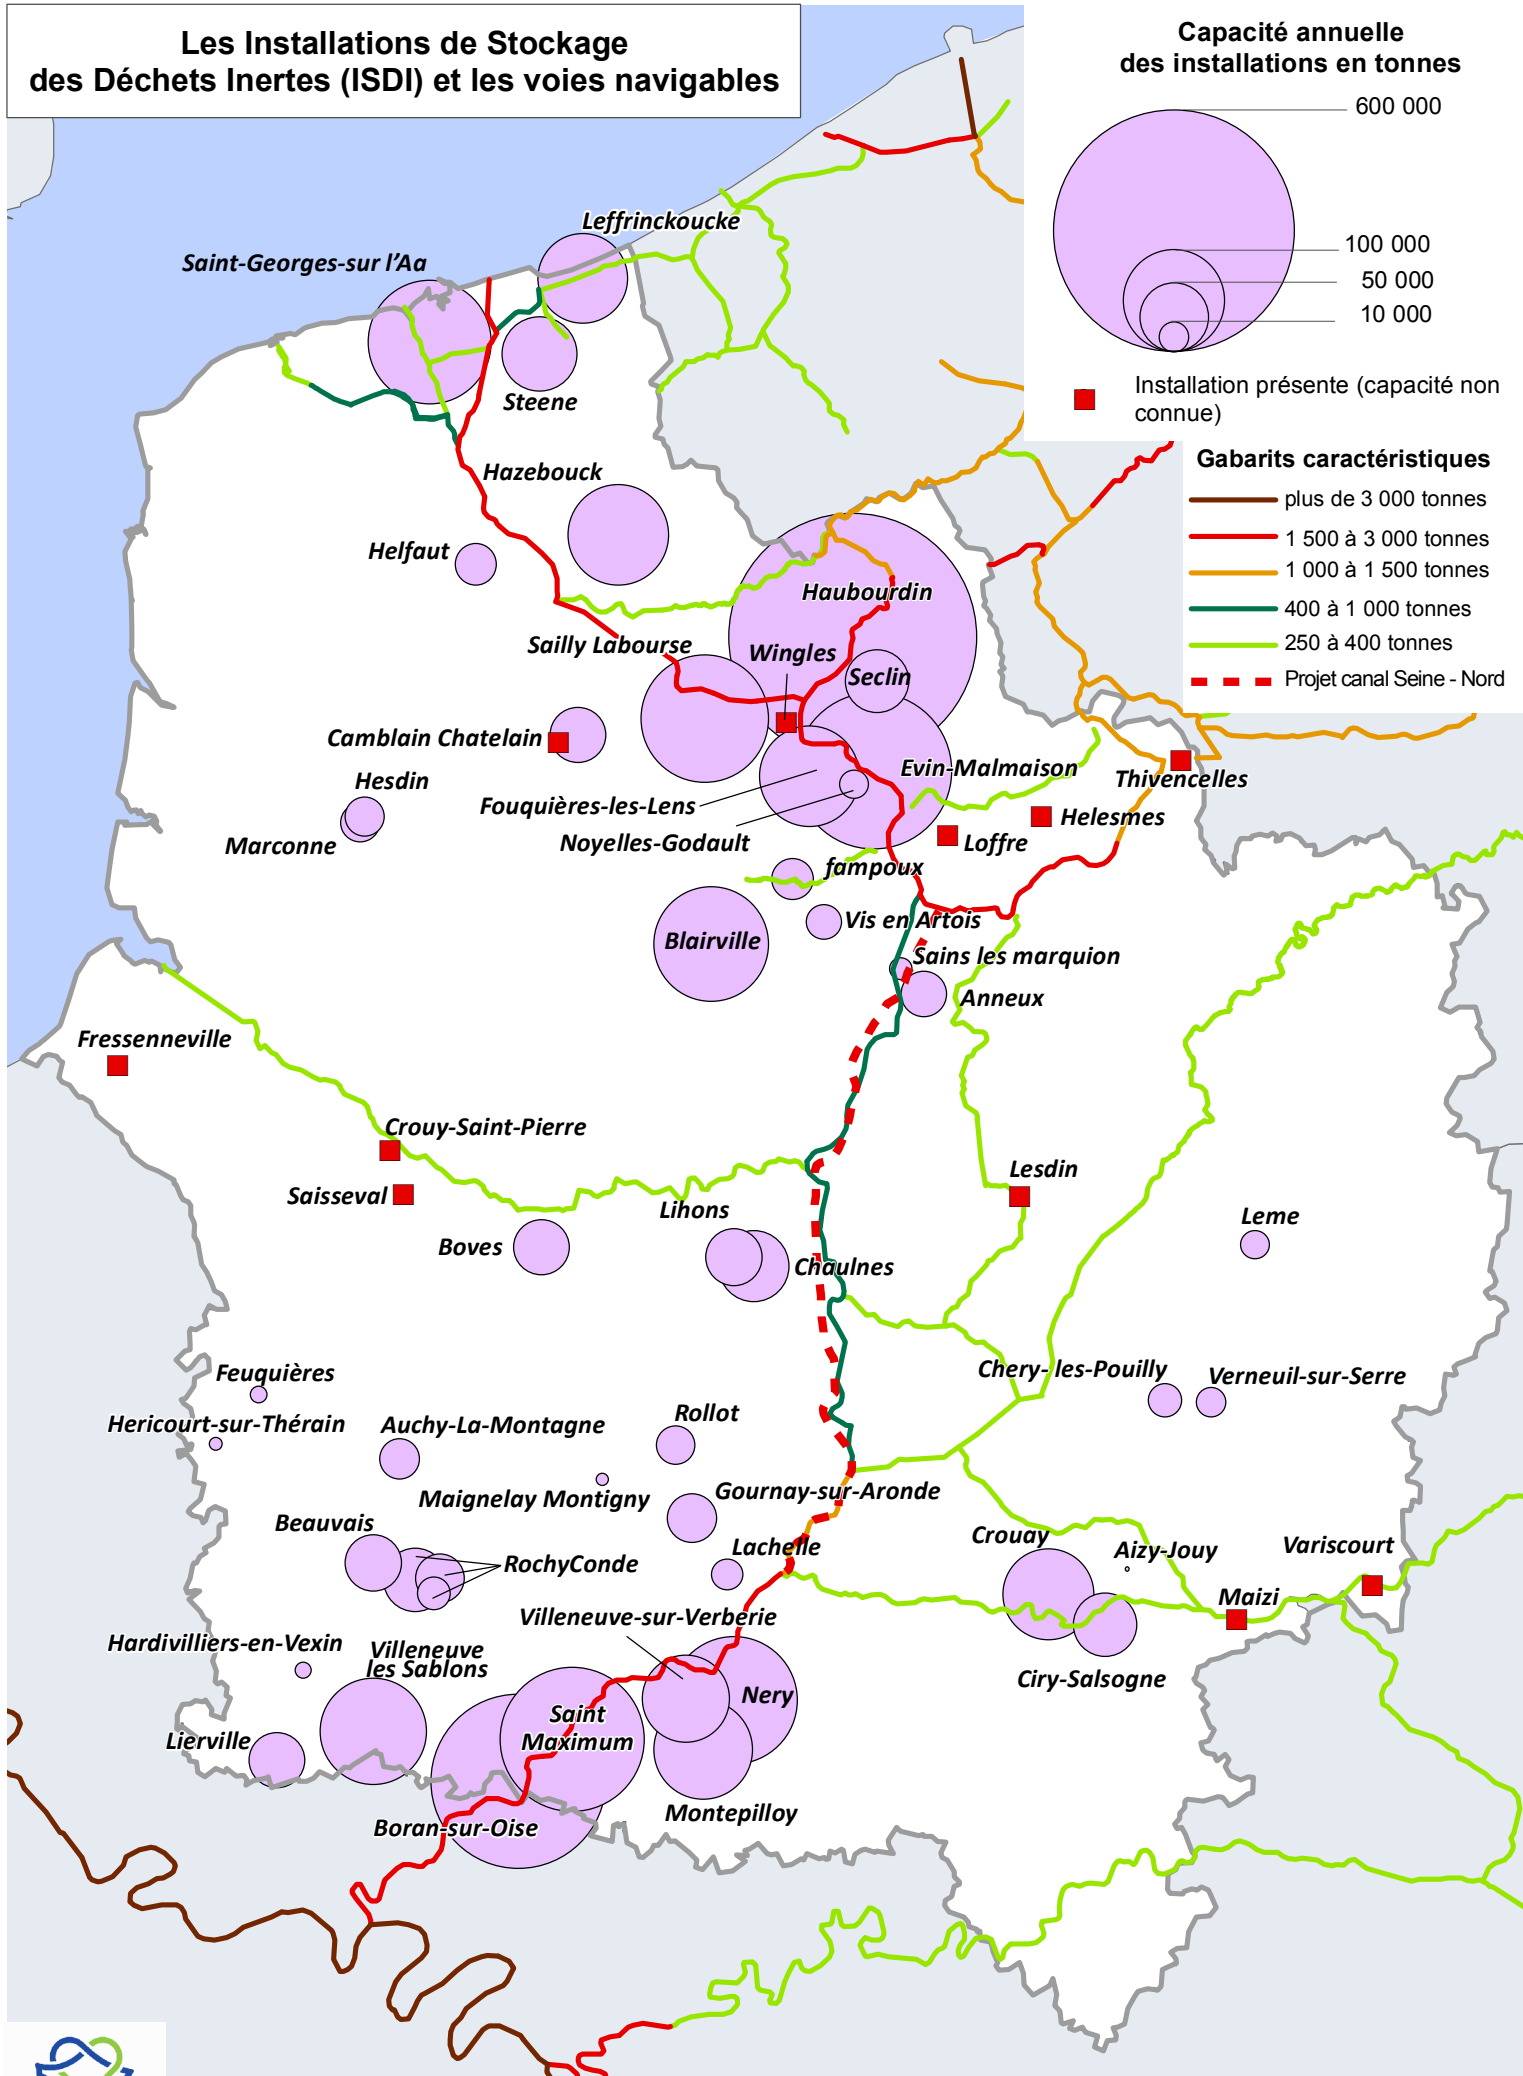 Les Installations de Stockage
des Déchets Inertes (ISDI) et les voies navigables
Capacité annuelle
des installations en tonnes
600 000
100 000
50 000
10 000
Installation présente (capacité non
connue)
Gabarits caractéristiques
plus de 3 000 tonnes
1 500 à 3 000 tonnes
1 000 à 1 500 tonnes
400 à 1 000 tonnes
250 à 400 tonnes
Projet canal Seine - Nord
Leffrinckoucke
Saint-Georges-sur l'Aa
Steene
Hazebouck
Helfaut
Haubourdin
Sailly Labourse
Wingles
Seclin
Camblain Chatelain
Evin-Malmaison
Thivencelles
Hesdin
Fouquières-les-Lens
Helesmes
Marconne
Noyelles-Godault
Loffre
fampoux
Vis en Artois
Blairville
Sains les marquion
Anneux
Fressenneville
Crouy-Saint-Pierre
Saisseval
Lesdin
Lihons
Leme
Boves
Chaulnes
Feuquières
Chery-les-Pouilly
Verneuil-sur-Serre
Hericourt-sur-Thérain
Auchy-La-Montagne
Rollot
Maignelay Montigny
Gournay-sur-Aronde
Beauvais
Crouay
Lachelle
Aizy-Jouy
Variscourt
RochyConde
Maizi
Villeneuve-sur-Verberie
Hardivilliers-en-Vexin
Villeneuve
les Sablons
Ciry-Salsogne
Nery
Saint
Maximum
Lierville
Montepilloy
Boran-sur-Oise